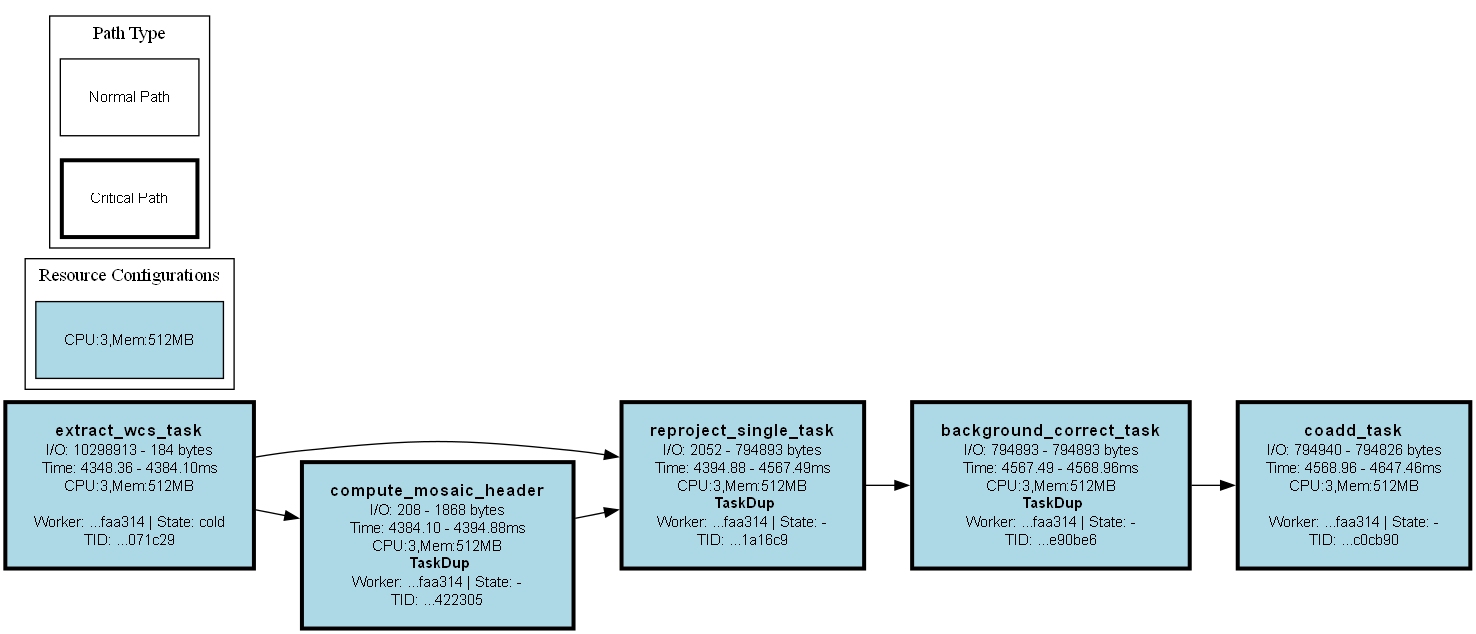 Path Type
Normal Path
Critical Path
Resource Configurations
CPU:3,Mem:512MB
extract_wcs_task
I/O: 10298913 - 184 bytes
Time: 4348.36 - 4384.10ms
CPU:3,Mem:512MB
Worker: ...faa314 | State: cold
TID: ...071c29
compute_mosaic_header
I/O: 208 - 1868 bytes
Time: 4384.10 - 4394.88ms
CPU:3,Mem:512MB
TaskDup
Worker: ...faa314 | State: -
TID: ...422305
reproject_single_task
I/O: 2052 - 794893 bytes
Time: 4394.88 - 4567.49ms
CPU:3,Mem:512MB
TaskDup
Worker: ...faa314 | State: -
TID: ...1a16c9
background_correct_task
I/O: 794893 - 794893 bytes
Time: 4567.49 - 4568.96ms
CPU:3,Mem:512MB
TaskDup
Worker: ...faa314 | State: -
TID: ...e90be6
coadd_task
I/O: 794940 - 794826 bytes
Time: 4568.96 - 4647.46ms
CPU:3,Mem:512MB
Worker: ...faa314 | State: -
TID: ...c0cb90